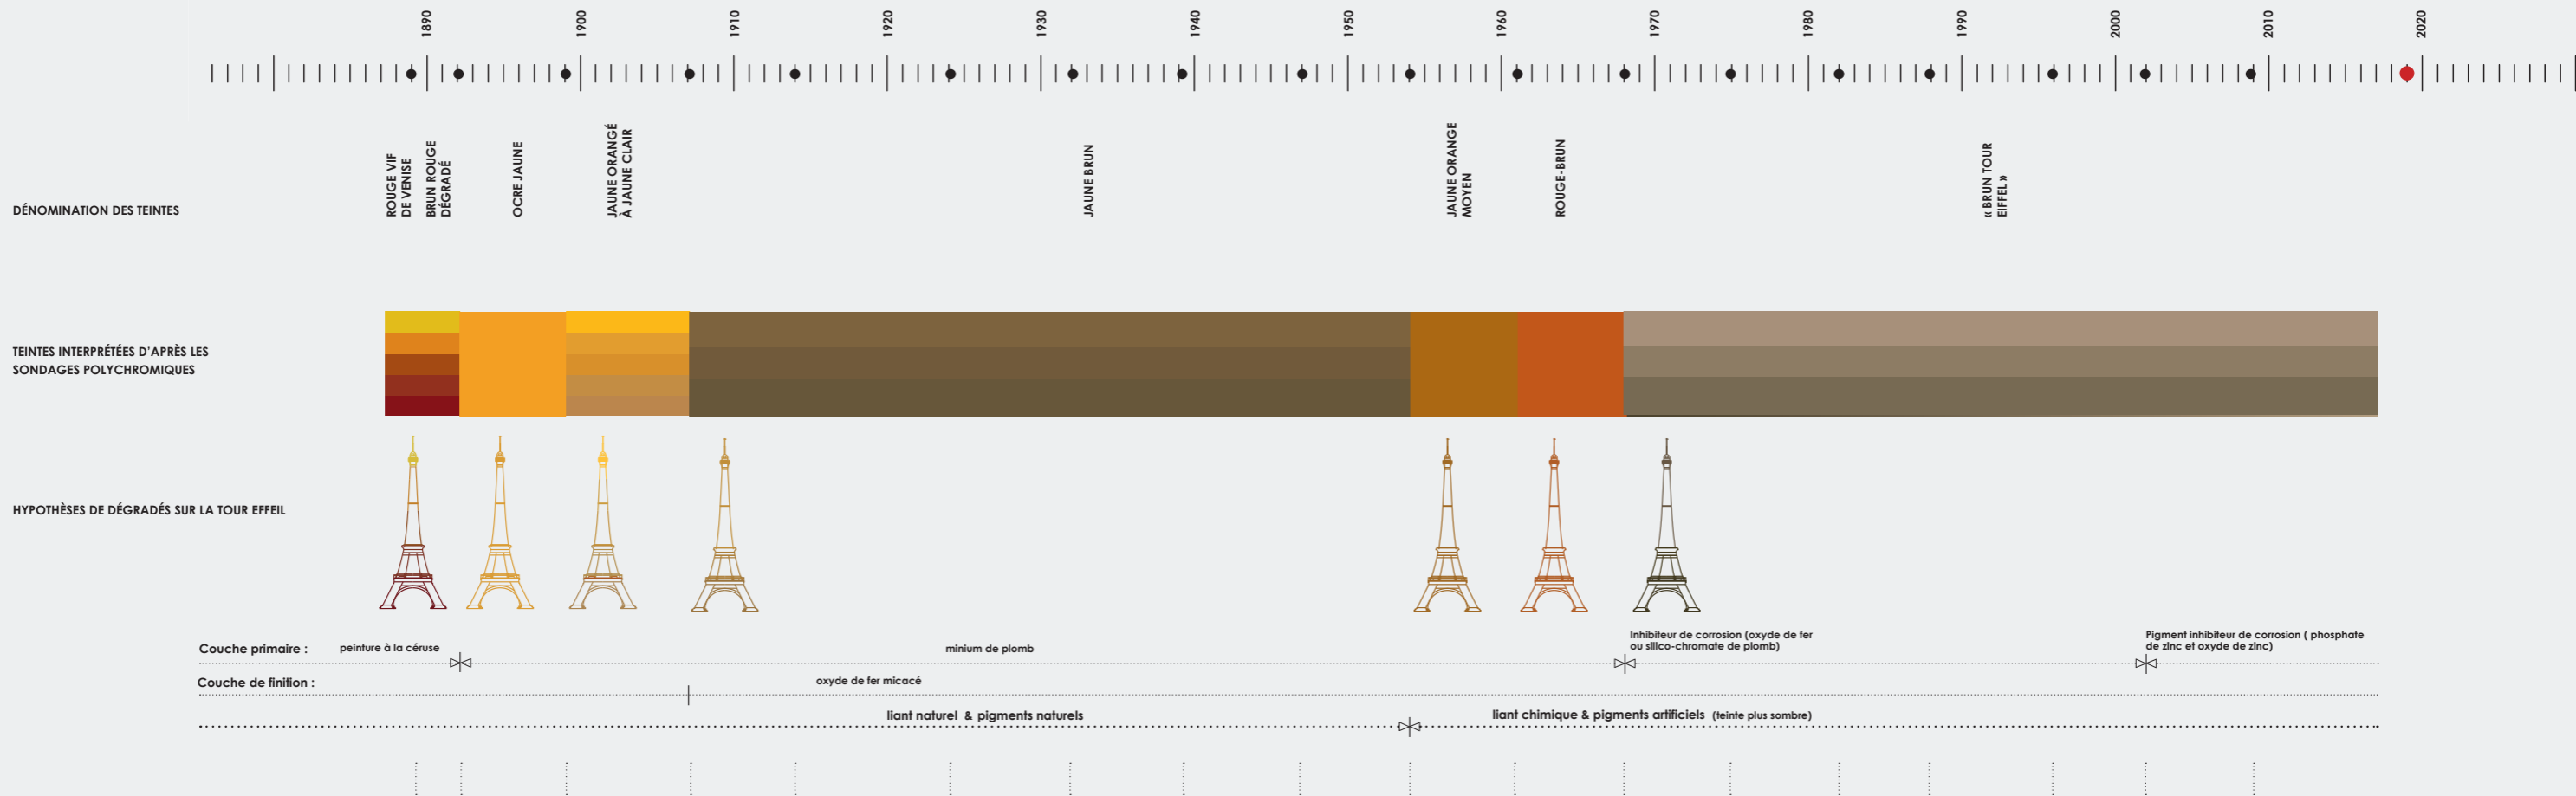 1890
1900
1910
1920
1930
1940
1950
1960
1970
1980
1990
2000
2010
2020
DÉNOMINATION DES TEINTES
ROUGE VIF
DE VENISE
BRUN ROUGE
DÉGRADÉ
OCRE JAUNE
JAUNE ORANGÉ
À JAUNE CLAIR
JAUNE BRUN
JAUNE ORANGE
MOYEN
ROUGE-BRUN
« BRUN TOUR
EIFFEL »
TEINTES INTERPRÉTÉES D'APRÈS LES
SONDAGES POLYCHROMIQUES
HYPOTHÈSES DE DÉGRADÉS SUR LA TOUR EFFEIL
Couche primaire :
peinture à la céruse
minium de plomb
Inhibiteur de corrosion (oxyde de fer
ou silico-chromate de plomb)
Pigment inhibiteur de corrosion ( phosphate
de zinc et oxyde de zinc)
Couche de finition :
oxyde de fer micacé
liant naturel & pigments naturels
liant chimique & pigments artificiels (teinte plus sombre)